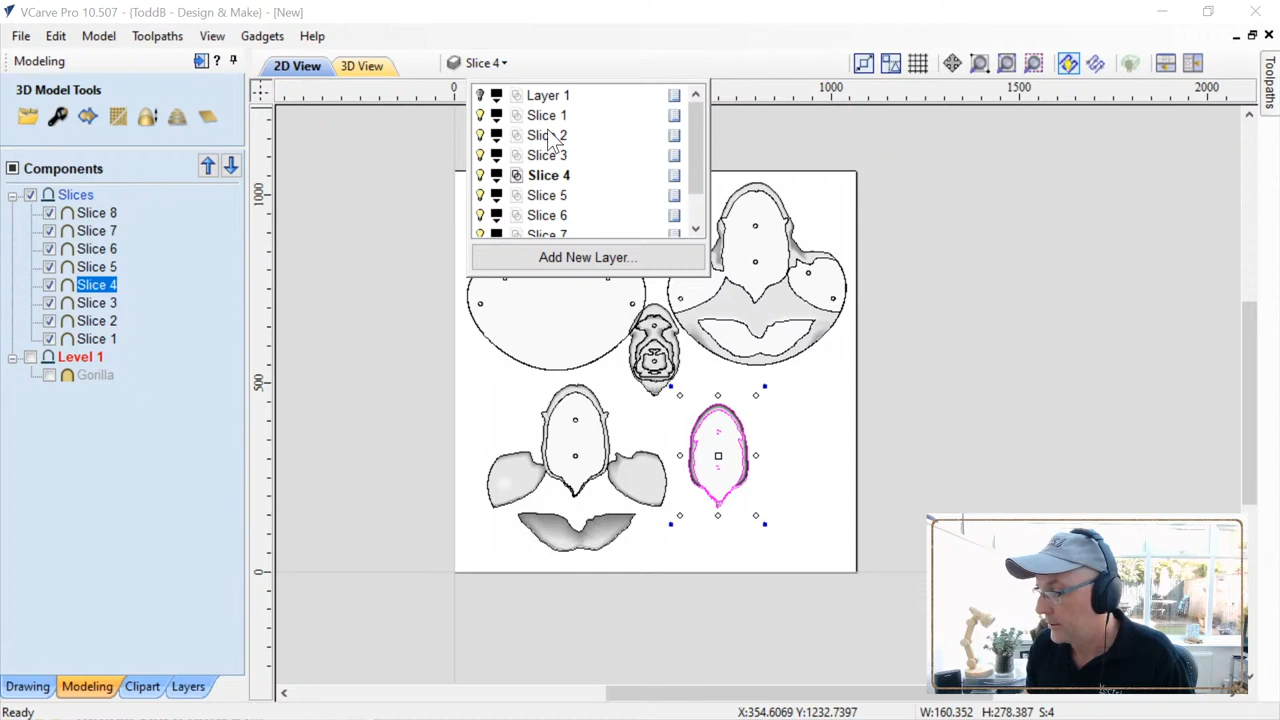 VCarve Pro 10.507 - (ToddB - Design & Make) - [New]
File Edit Model Toolpaths View Gadgets Help
Modeling
2D View 3D View Slice 4
3D Model Tools
Components
Slices
Slice 8
Slice 7
Slice 6
Slice 5
Slice 4
Slice 3
Slice 2
Slice 1
Level 1
Gorilla
1000 1500 2000
Layer 1
Slice 1
Slice 2
Slice 3
Slice 4
Slice 5
Slice 6
Slice 7
Add New Layer...
1000
500
0
0
Toolpaths
Drawing Modeling Clipart Layers
Ready X:354.6069 Y:1232.7397 W:160.352 H:278.387 S:4